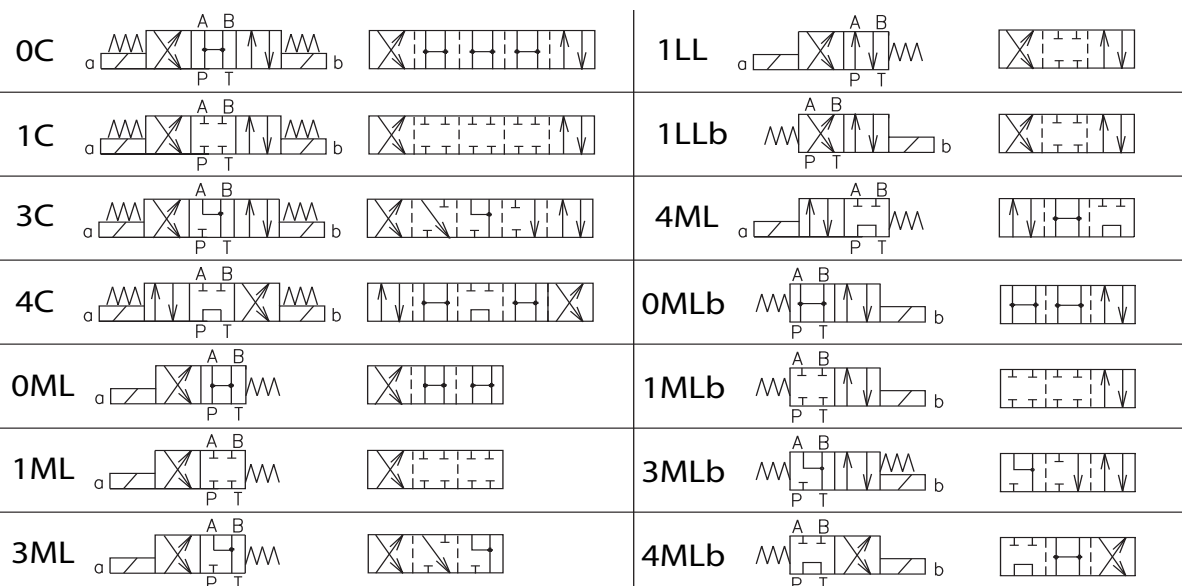 A B
0C a b
P T
A B
1C a b
P T
A B
3C a b
P T
A B
4C a b
P T
A B
0ML a
P T
A B
1ML a
P T
A B
3ML a
P T
A B
1LL a
P T
A B
1LLb b
P T
A B
4ML a
P T
A B
0MLb b
P T
A B
1MLb b
P T
A B
3MLb b
P T
A B
4MLb b
P T